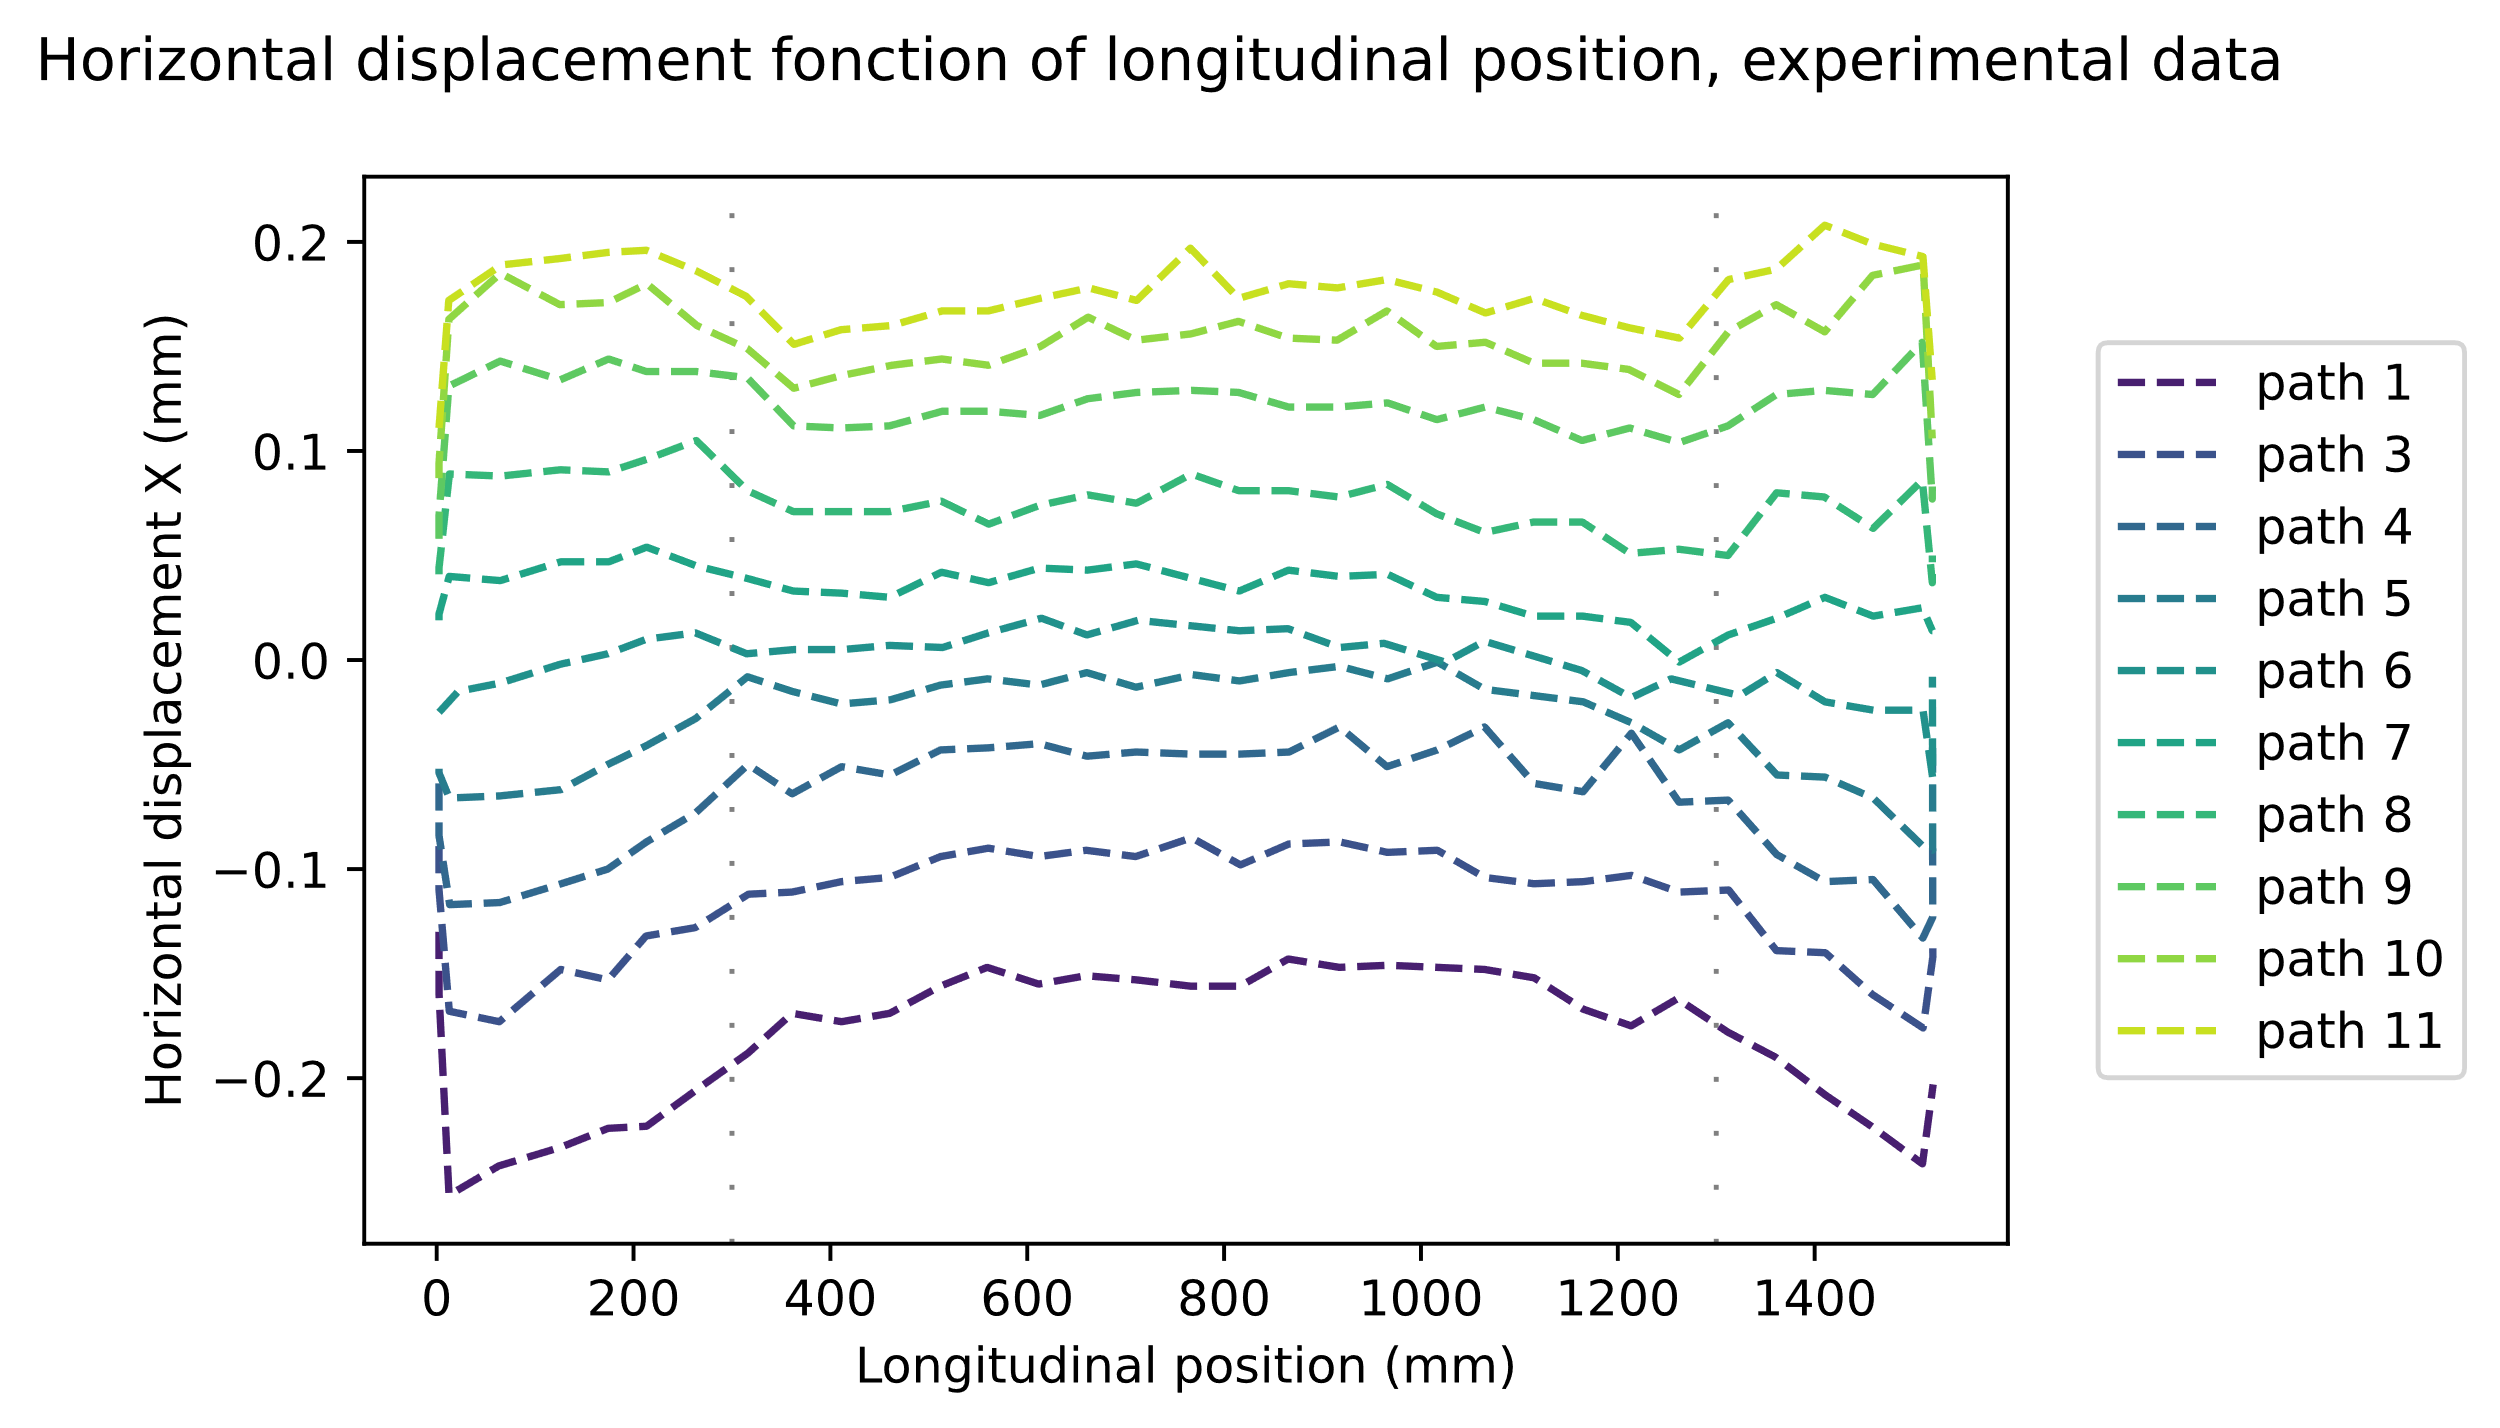 Horizontal displacement fonction of longitudinal position, experimental data
Horizontal displacement x (mm)
0.2
0.1
0.0
−0.1
−0.2
0 200 400 600 800 1000 1200 1400
Longitudinal position (mm)
path 1
path 3
path 4
path 5
path 6
path 7
path 8
path 9
path 10
path 11